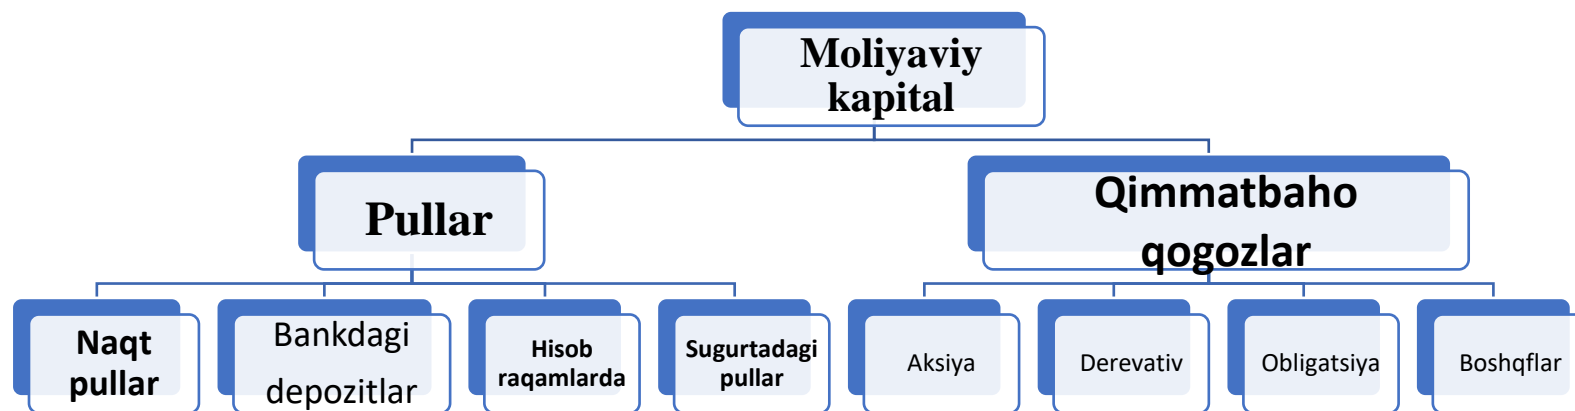 Moliyaviy
kapital
Pullar
Qimmatbaho
qogozlar
Naqt
pullar
Bankdagi
depozitlar
Hisob
raqamlarda
Sugurtadagi
pullar
Aksiya
Derevativ
Obligatsiya
Boshqflar